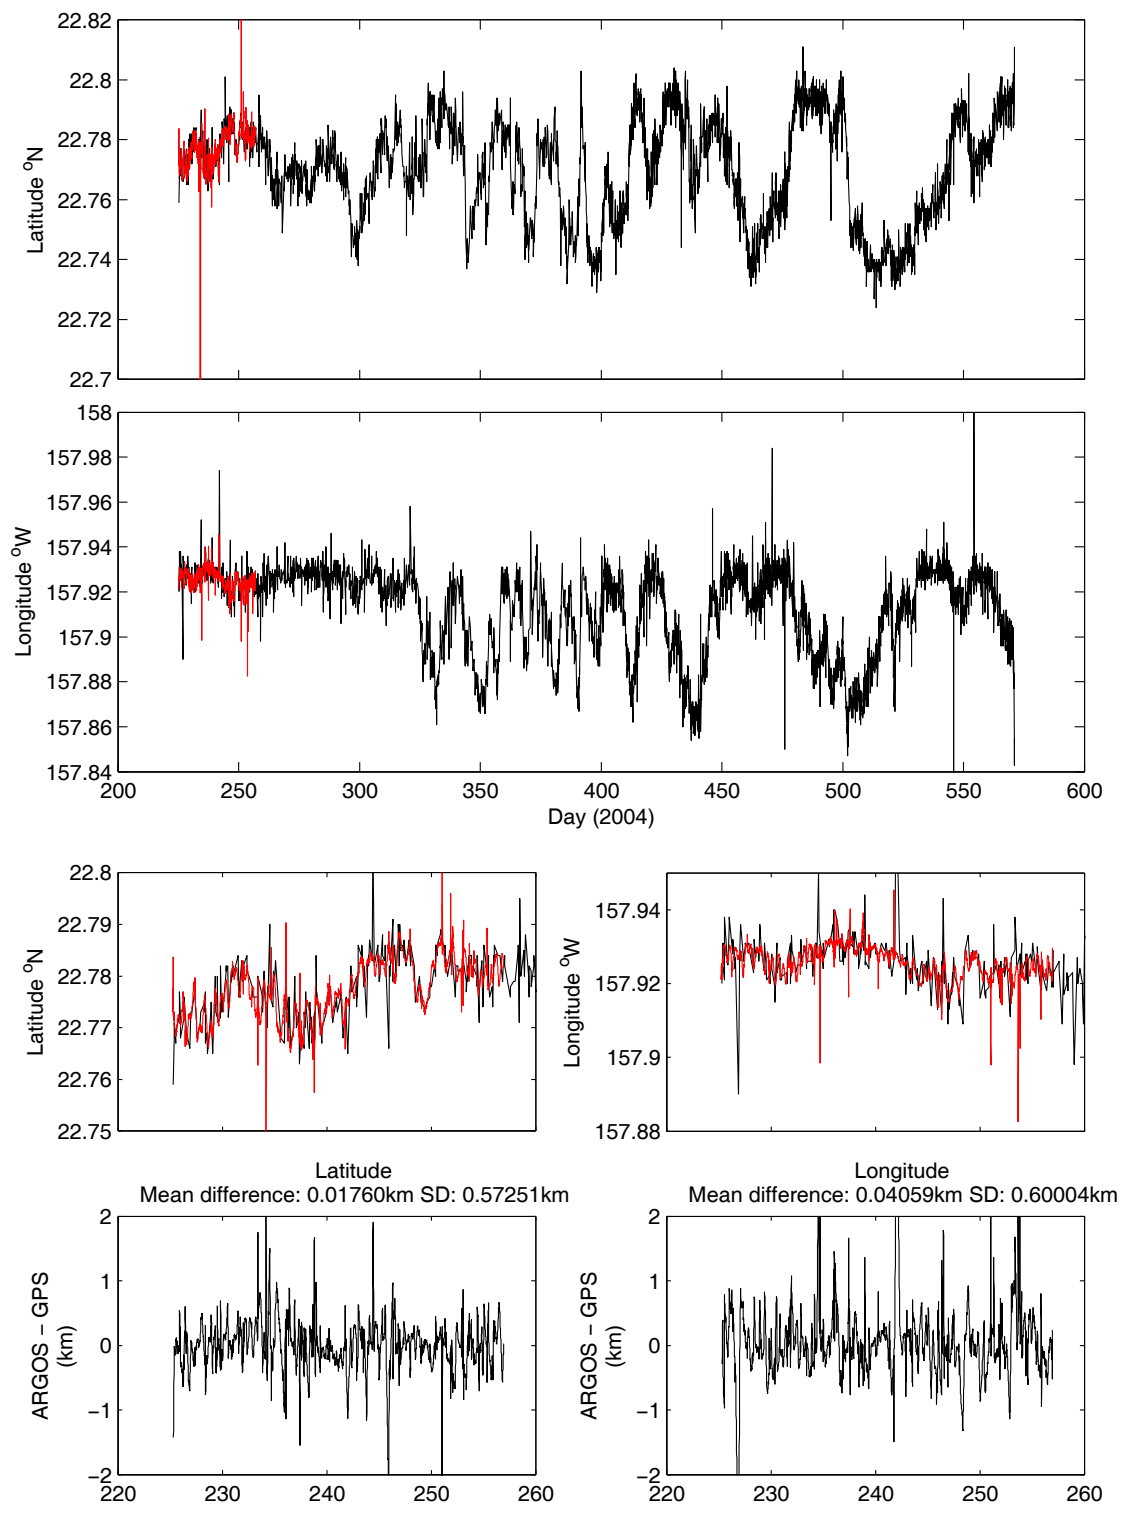 22.82
22.8
22.78
22.76
22.74
22.72
22.7
Latitude °N
158
157.98
157.96
157.94
157.92
157.9
157.88
157.86
157.84
Longitude °W
200 250 300 350 400 450 500 550 600
Day (2004)
22.8
22.79
22.78
22.77
22.76
22.75
Latitude °N
157.94
157.92
157.9
157.88
Longitude °W
Latitude
Mean difference: 0.01760km SD: 0.57251km
2
1
0
−1
−2
ARGOS − GPS
(km)
220 230 240 250 260
Longitude
Mean difference: 0.04059km SD: 0.60004km
2
1
0
−1
−2
ARGOS − GPS
(km)
220 230 240 250 260